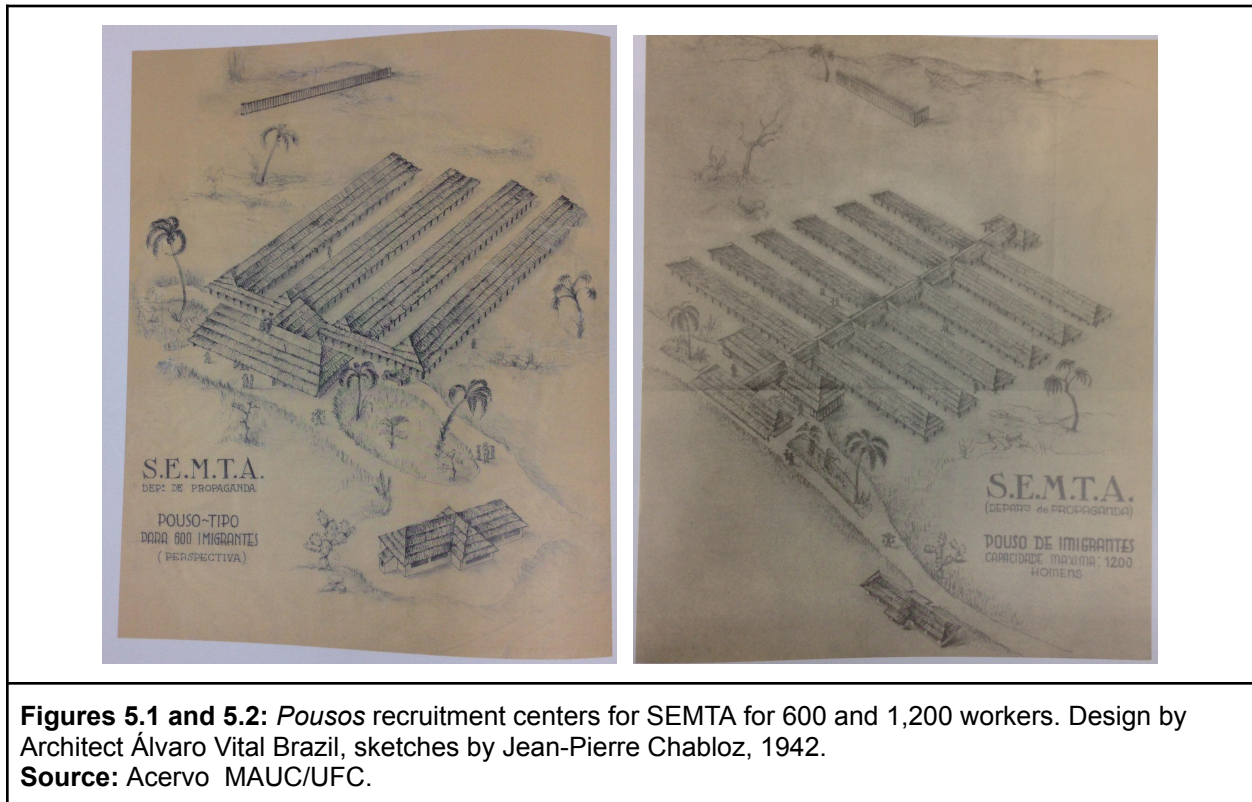 S.E.M.T.A.
DEPº DE PROPAGANDA
POUSO-TIPO
PARA 600 IMIGRANTES
(PERSPECTIVA)
S.E.M.T.A.
(DEPARTº de PROPAGANDA)
POUSO DE IMIGRANTES
CAPACIDADE MAXIMA: 1200
HOMENS
Figures 5.1 and 5.2: Pousos recruitment centers for SEMTA for 600 and 1,200 workers. Design by
Architect Álvaro Vital Brazil, sketches by Jean-Pierre Chabloz, 1942.
Source: Acervo MAUC/UFC.